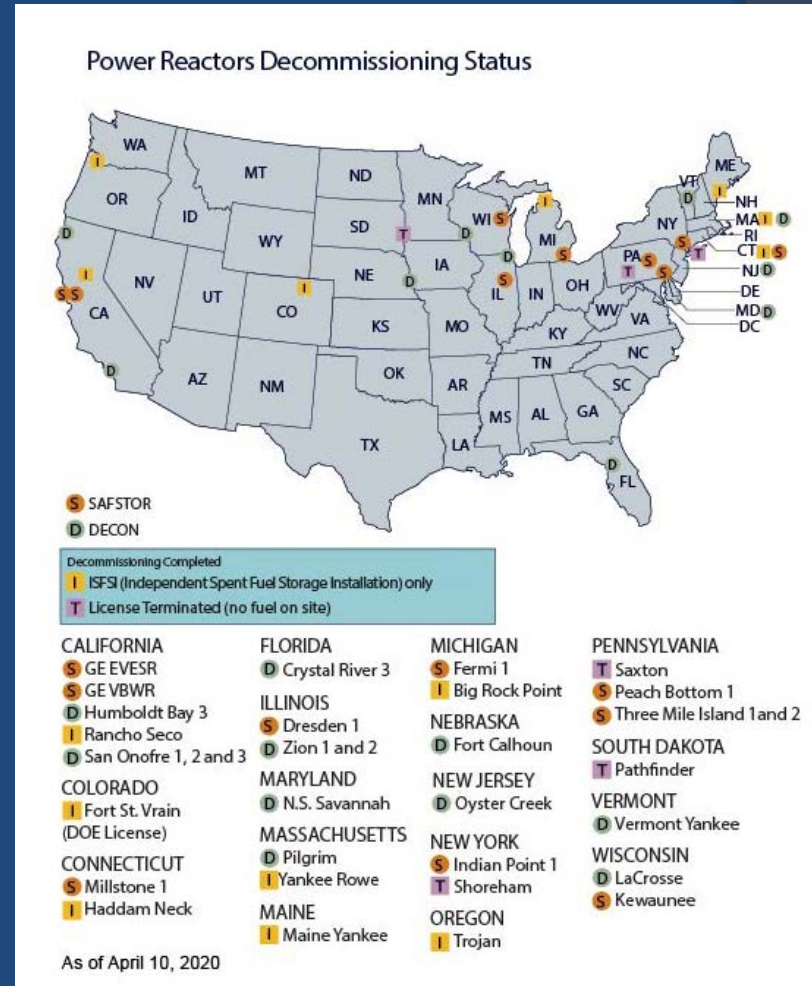 Power Reactors Decommissioning Status
WA
MT
ND
MN
ME
VT
NH
MA I D
RI
CT I S
NJ D
DE
MD D
DC
I
OR
ID
WY
SD
T
WI S
D
MI
I
S
NY
I
D
S
T
PA S
T
S
D
NV
UT
I
CO
NE
IA
D
D
S
IL
IN
OH
WV
VA
I
S S
CA
KS
MO
KY
NC
D
AZ
NM
OK
AR
TN
SC
TX
LA
MS
AL
GA
D
FL
S SAFSTOR
D DECON
Decommissioning Completed
I ISFSI (Independent Spent Fuel Storage Installation) only
T License Terminated (no fuel on site)
CALIFORNIA
S GE EVESR
S GE VBWR
D Humboldt Bay 3
I Rancho Seco
D San Onofre 1, 2 and 3
COLORADO
I Fort St. Vrain
(DOE License)
CONNECTICUT
S Millstone 1
I Haddam Neck
FLORIDA
D Crystal River 3
ILLINOIS
S Dresden 1
D Zion 1 and 2
MARYLAND
D N.S. Savannah
MASSACHUSETTS
D Pilgrim
I Yankee Rowe
MAINE
I Maine Yankee
MICHIGAN
S Fermi 1
I Big Rock Point
NEBRASKA
D Fort Calhoun
NEW JERSEY
D Oyster Creek
NEW YORK
S Indian Point 1
T Shoreham
OREGON
I Trojan
PENNSYLVANIA
T Saxton
S Peach Bottom 1
S Three Mile Island 1and 2
SOUTH DAKOTA
T Pathfinder
VERMONT
D Vermont Yankee
WISCONSIN
D LaCrosse
S Kewaunee
As of April 10, 2020